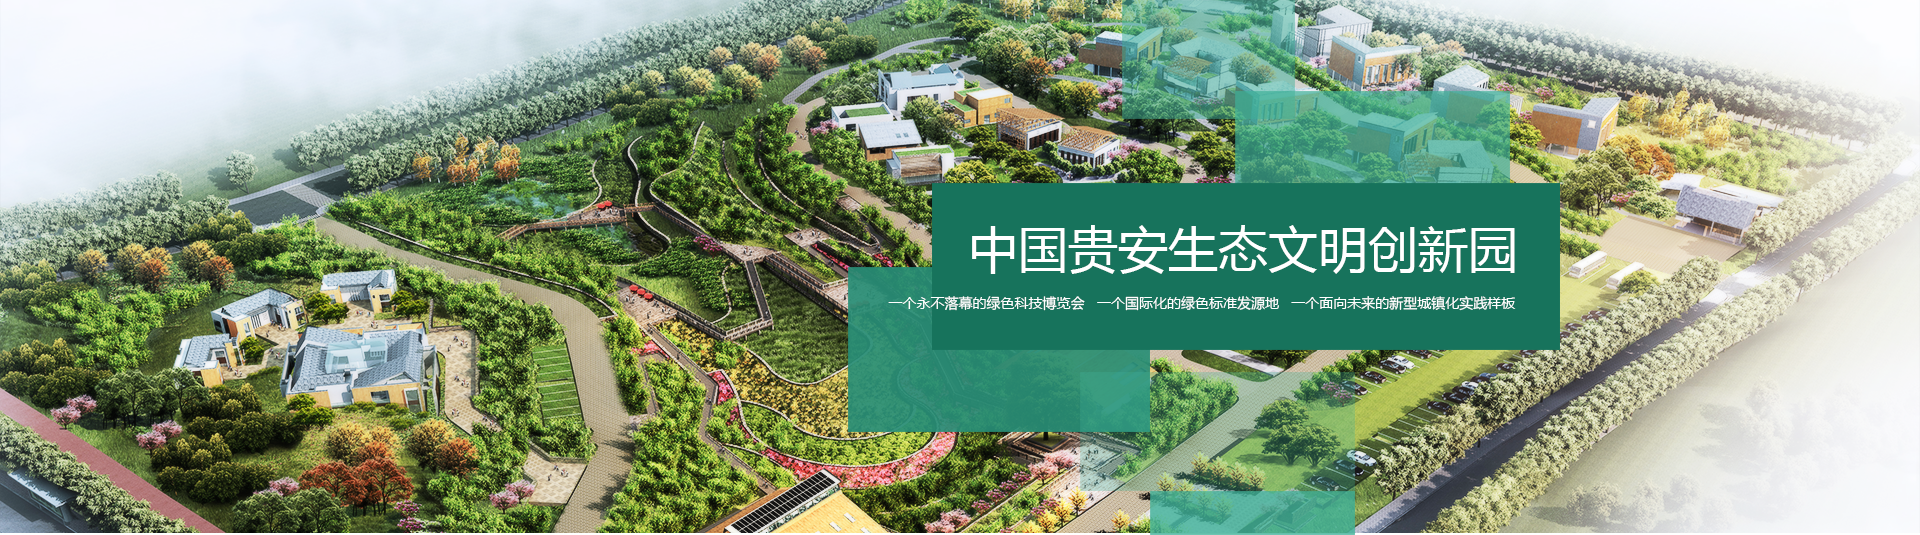 中国贵安生态文明创新园
一个永不落幕的绿色科技博览会 一个国际化的绿色标准发源地 一个面向未来的新型城镇化实践样板